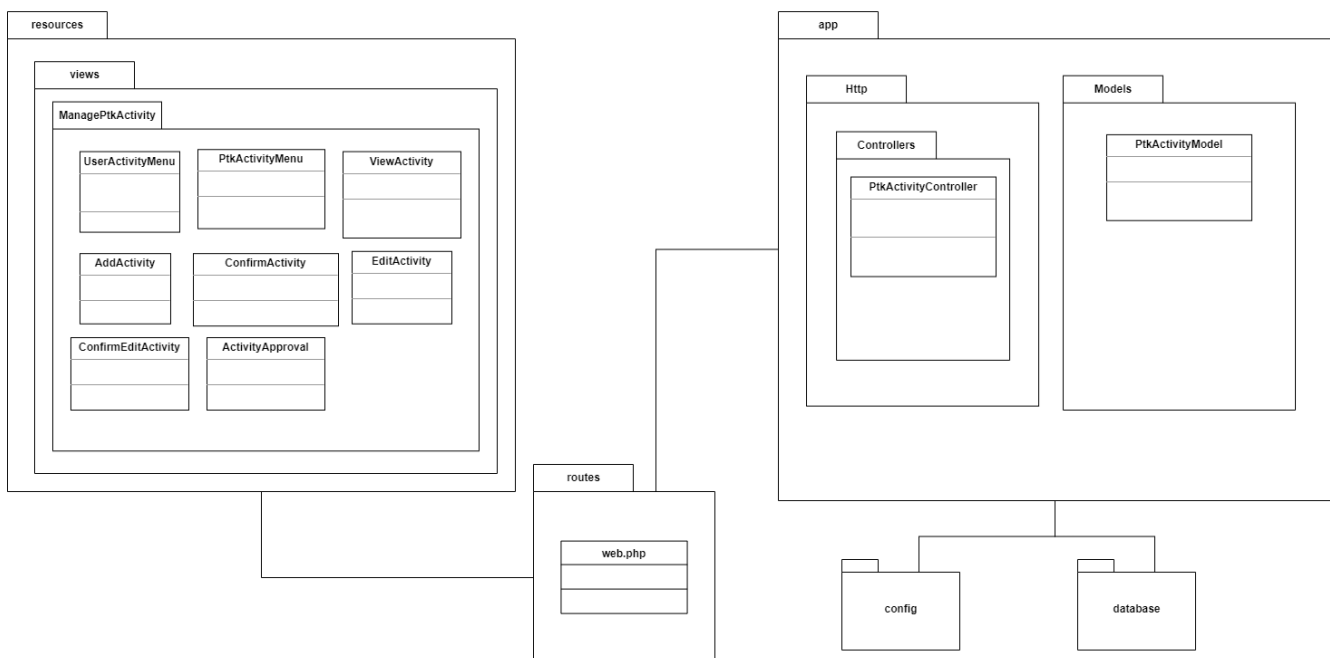 resources
views
ManagePtkActivity
UserActivityMenu
PtkActivityMenu
ViewActivity
AddActivity
ConfirmActivity
EditActivity
ConfirmEditActivity
ActivityApproval
routes
web.php
app
Http
Controllers
PtkActivityController
Models
PtkActivityModel
config
database